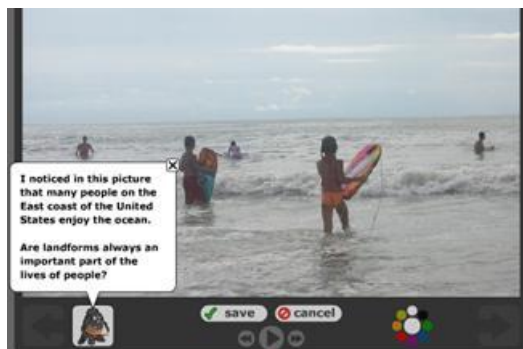 I noticed in this picture
that many people on the
East coast of the United
States enjoy the ocean.
Are landforms always an
important part of the
lives of people?
save
cancel